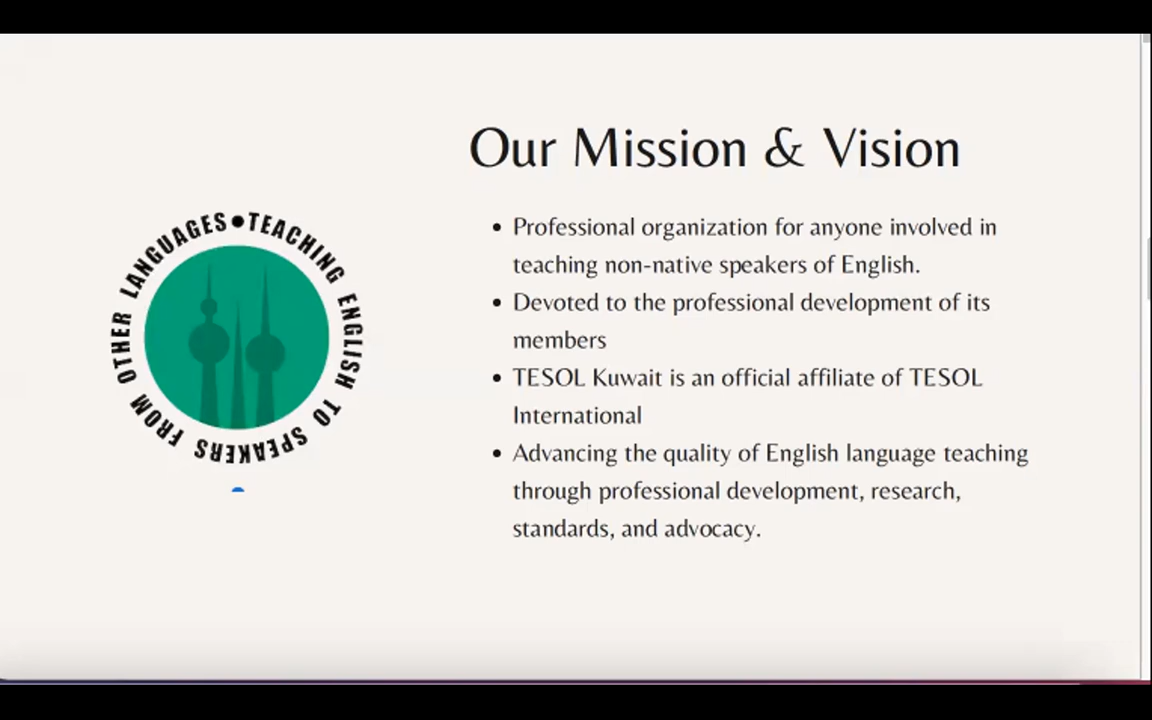 Our Mission & Vision
TEACHING ENGLISH TO SPEAKERS FROM OTHER LANGUAGES•
• Professional organization for anyone involved in
teaching non-native speakers of English.
• Devoted to the professional development of its
members
• TESOL Kuwait is an official affiliate of TESOL
International
• Advancing the quality of English language teaching
through professional development, research,
standards, and advocacy.